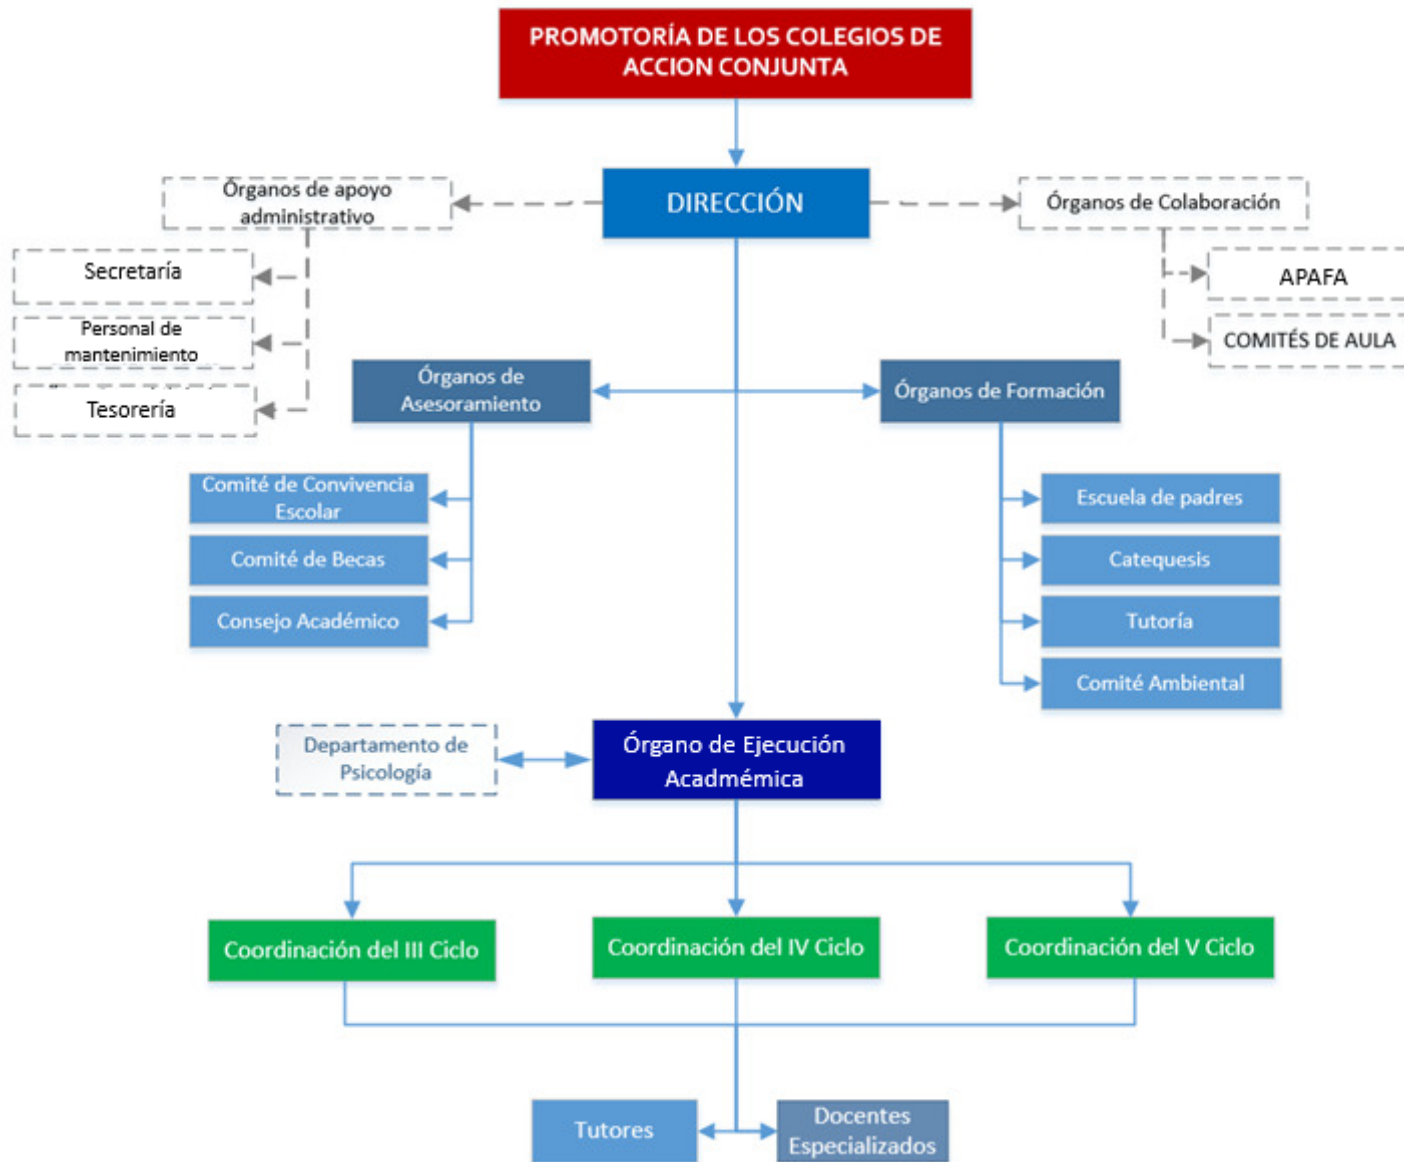 PROMOTORÍA DE LOS COLEGIOS DE
ACCION CONJUNTA
DIRECCIÓN
Órganos de apoyo
administrativo
Secretaría
Personal de
mantenimiento
Tesorería
Órganos de Colaboración
APAFA
COMITÉS DE AULA
Órganos de
Asesoramiento
Comité de Convivencia
Escolar
Comité de Becas
Consejo Académico
Órganos de Formación
Escuela de padres
Catequesis
Tutoría
Comité Ambiental
Departamento de
Psicología
Órgano de Ejecución
Acadmémica
Coordinación del III Ciclo
Coordinación del IV Ciclo
Coordinación del V Ciclo
Tutores
Docentes
Especializados